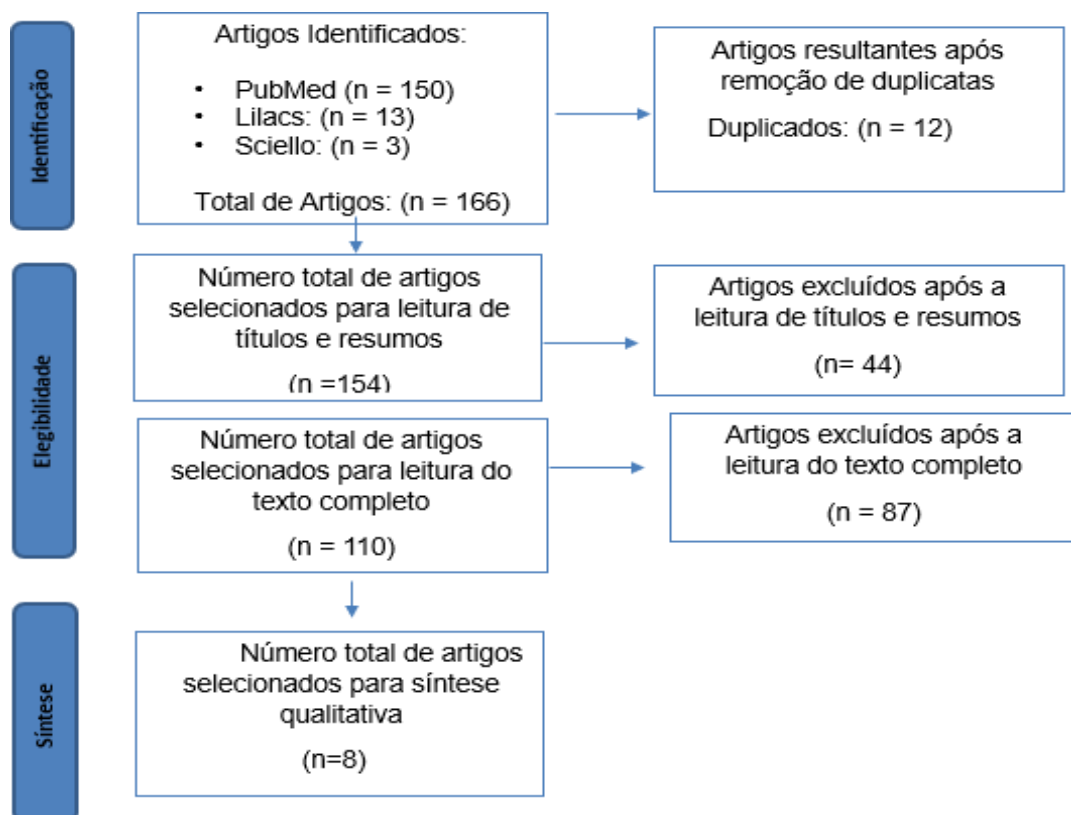 Identificação
Artigos Identificados:
• PubMed (n = 150)
• Lilacs: (n = 13)
• Sciello: (n = 3)
Total de Artigos: (n = 166)
Artigos resultantes após
remoção de duplicatas
Duplicados: (n = 12)
Elegibilidade
Número total de artigos
selecionados para leitura de
títulos e resumos
(n =154)
Artigos excluídos após a
leitura de títulos e resumos
(n= 44)
Número total de artigos
selecionados para leitura do
texto completo
(n = 110)
Artigos excluídos após a
leitura do texto completo
(n = 87)
Síntese
Número total de artigos
selecionados para síntese
qualitativa
(n=8)